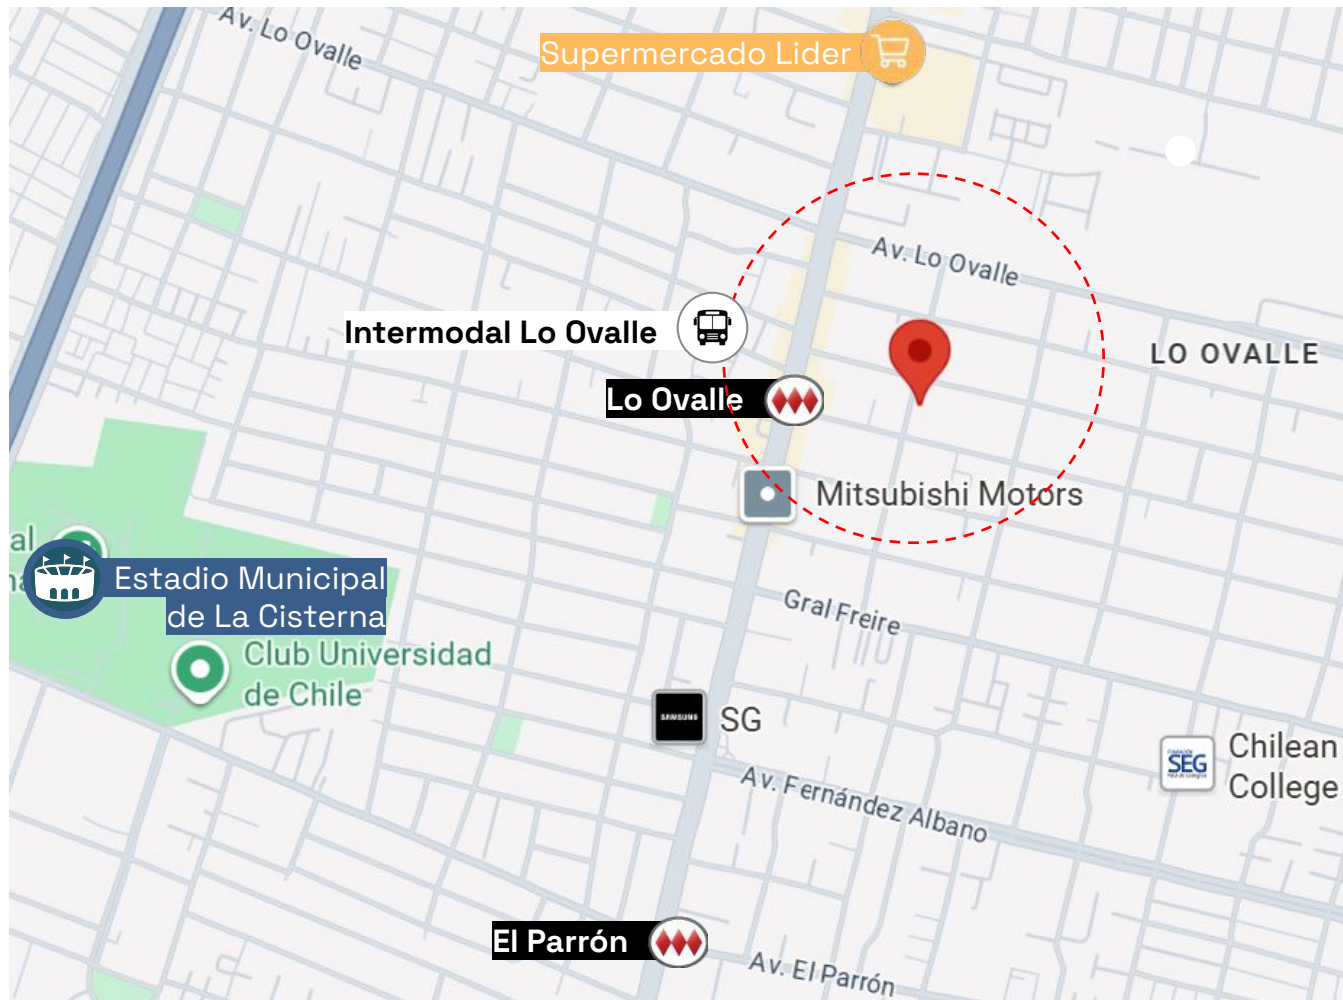 Av. Lo Ovalle
Supermercado Lider
Av. Lo Ovalle
Intermodal Lo Ovalle
LO OVALLE
Lo Ovalle
Mitsubishi Motors
al
Estadio Municipal
de La Cisterna
Gral Freire
Club Universidad
de Chile
SAMSUNG
SG
SEG
Chilean
College
Av. Fernández Albano
El Parrón
Av. El Parrón